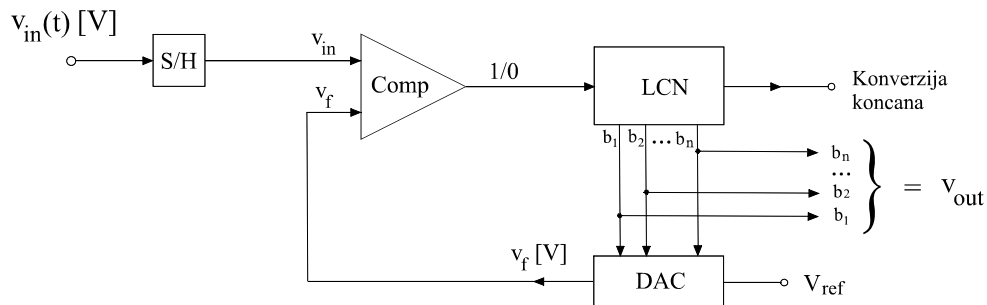 v_in(t) [V]
S/H
v_in
v_f
Comp
1/0
LCN
Konverzija
koncana
b_1 b_2 ... b_n
b_n
...
b_2
b_1
} = v_out
v_f [V]
DAC
V_ref